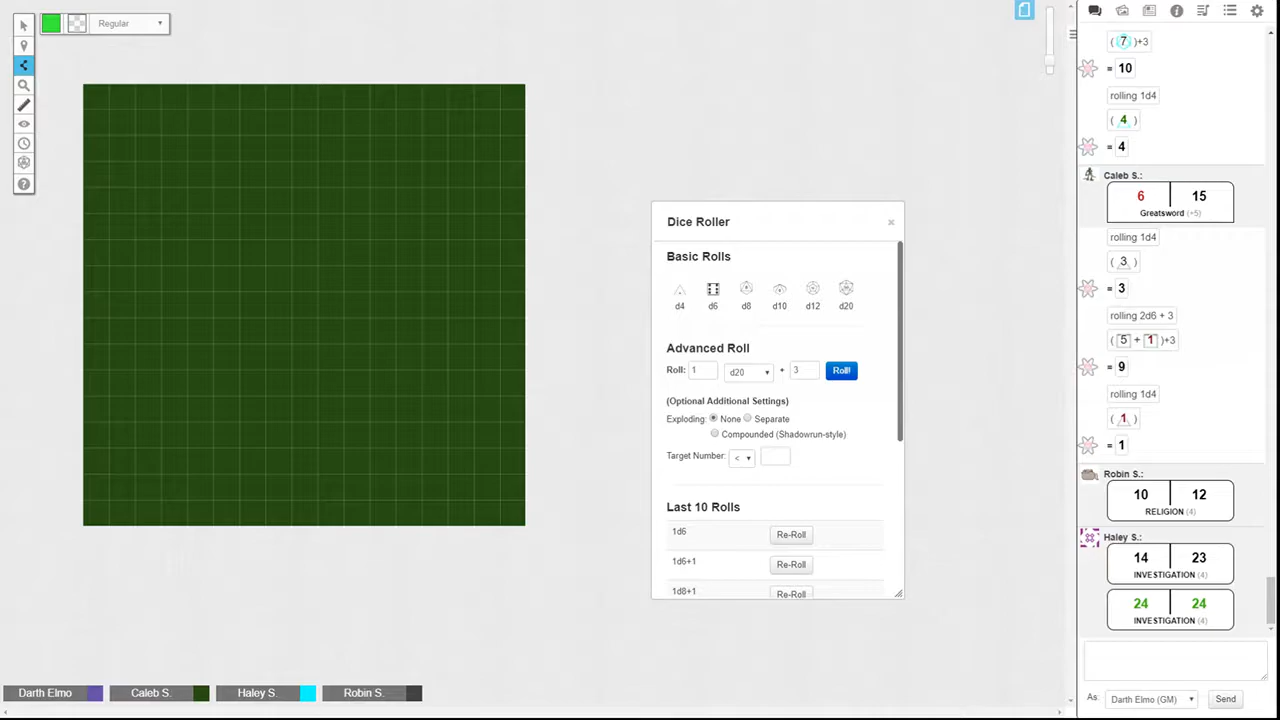 Regular
Dice Roller ×
Basic Rolls
d4 d6 d8 d10 d12 d20
Advanced Roll
Roll: 1 d20 + 3 Roll!
(Optional Additional Settings)
Exploding: None Separate
Compounded (Shadowrun-style)
Target Number: <
Last 10 Rolls
1d6 Re-Roll
1d6+1 Re-Roll
1d8+1 Re-Roll
Darth Elmo Caleb S. Haley S. Robin S.
(7)+3
= 10
rolling 1d4
(4)
= 4
Caleb S.:
6 15
Greatsword (+5)
rolling 1d4
(3)
= 3
rolling 2d6 + 3
(5 + 1)+3
= 9
rolling 1d4
(1)
= 1
Robin S.:
10 12
RELIGION (4)
Haley S.:
14 23
INVESTIGATION (4)
24 24
INVESTIGATION (4)
As: Darth Elmo (GM) Send